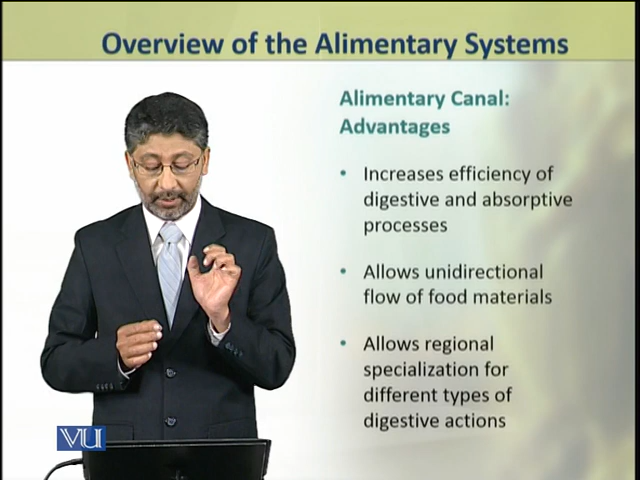 Overview of the Alimentary Systems
Alimentary Canal:
Advantages
• Increases efficiency of
digestive and absorptive
processes
• Allows unidirectional
flow of food materials
• Allows regional
specialization for
different types of
digestive actions
VU